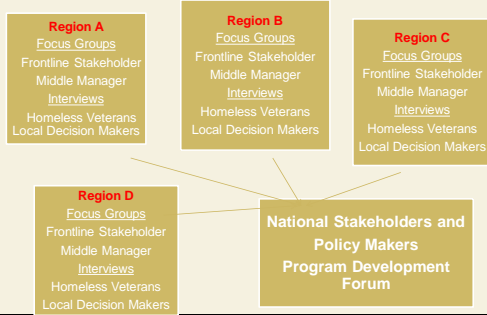 Region A
Focus Groups
Frontline Stakeholder
Middle Manager
Interviews
Homeless Veterans
Local Decision Makers
Region B
Focus Groups
Frontline Stakeholder
Middle Manager
Interviews
Homeless Veterans
Local Decision Makers
Region C
Focus Groups
Frontline Stakeholder
Middle Manager
Interviews
Homeless Veterans
Local Decision Makers
Region D
Focus Groups
Frontline Stakeholder
Middle Manager
Interviews
Homeless Veterans
Local Decision Makers
National Stakeholders and
Policy Makers
Program Development
Forum